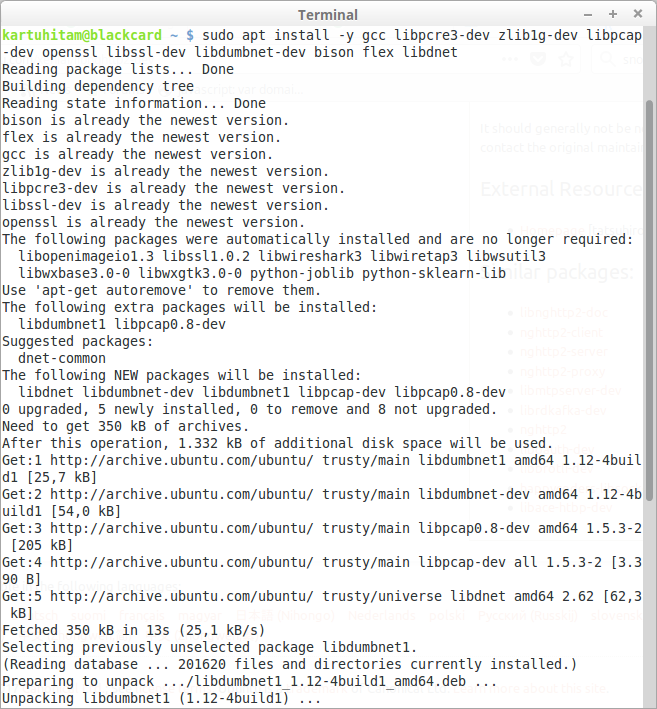 Terminal
kartuhitam@blackcard ~ $ sudo apt install -y gcc libpcre3-dev zlib1g-dev libpcap
-dev openssl libssl-dev libdumbnet-dev bison flex libdnet
Reading package lists... Done
Building dependency tree
Reading state information... Done
bison is already the newest version.
flex is already the newest version.
gcc is already the newest version.
zlib1g-dev is already the newest version.
libpcre3-dev is already the newest version.
libssl-dev is already the newest version.
openssl is already the newest version.
The following packages were automatically installed and are no longer required:
  libopenimageio1.3 libssl1.0.2 libwireshark3 libwiretap3 libwsutil3
  libwxbase3.0-0 libwxgtk3.0-0 python-joblib python-sklearn-lib
Use 'apt-get autoremove' to remove them.
The following extra packages will be installed:
  libdumbnet1 libpcap0.8-dev
Suggested packages:
  dnet-common
The following NEW packages will be installed:
  libdnet libdumbnet-dev libdumbnet1 libpcap-dev libpcap0.8-dev
0 upgraded, 5 newly installed, 0 to remove and 8 not upgraded.
Need to get 350 kB of archives.
After this operation, 1.332 kB of additional disk space will be used.
Get:1 http://archive.ubuntu.com/ubuntu/ trusty/main libdumbnet1 amd64 1.12-4buil
d1 [25,7 kB]
Get:2 http://archive.ubuntu.com/ubuntu/ trusty/main libdumbnet-dev amd64 1.12-4b
uild1 [54,0 kB]
Get:3 http://archive.ubuntu.com/ubuntu/ trusty/main libpcap0.8-dev amd64 1.5.3-2
 [205 kB]
Get:4 http://archive.ubuntu.com/ubuntu/ trusty/main libpcap-dev all 1.5.3-2 [3.3
90 B]
Get:5 http://archive.ubuntu.com/ubuntu/ trusty/universe libdnet amd64 2.62 [62,3
 kB]
Fetched 350 kB in 13s (25,1 kB/s)
Selecting previously unselected package libdumbnet1.
(Reading database ... 201620 files and directories currently installed.)
Preparing to unpack .../libdumbnet1_1.12-4build1_amd64.deb ...
Unpacking libdumbnet1 (1.12-4build1) ...